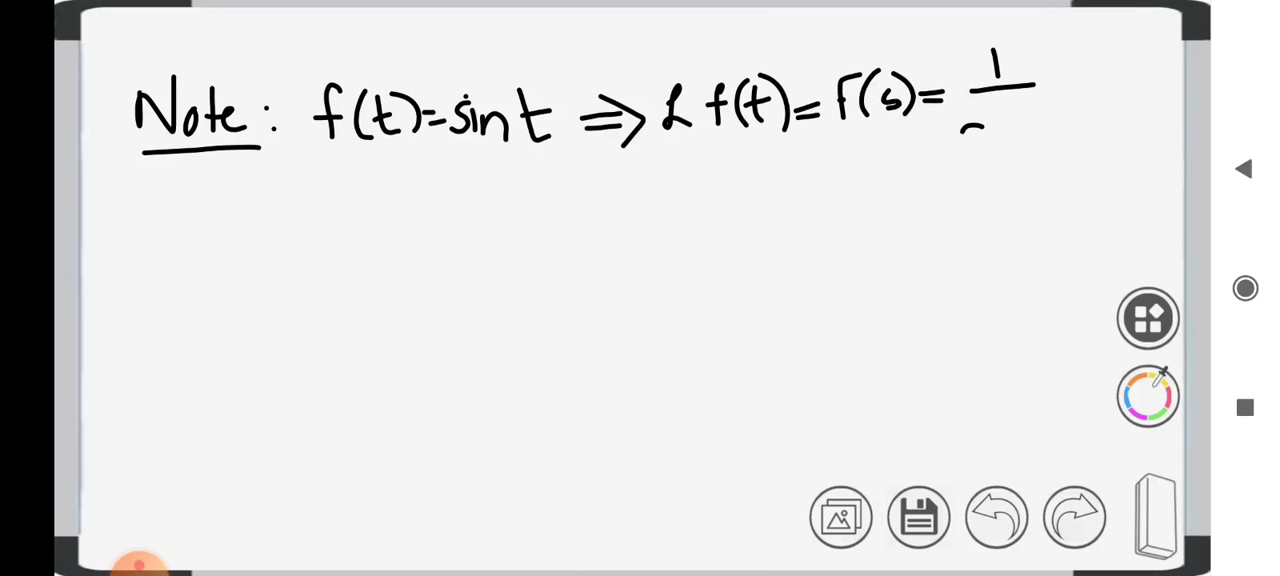 Note: f(t)=sin t ⇒ ℒ f(t)= F(s)= 1/